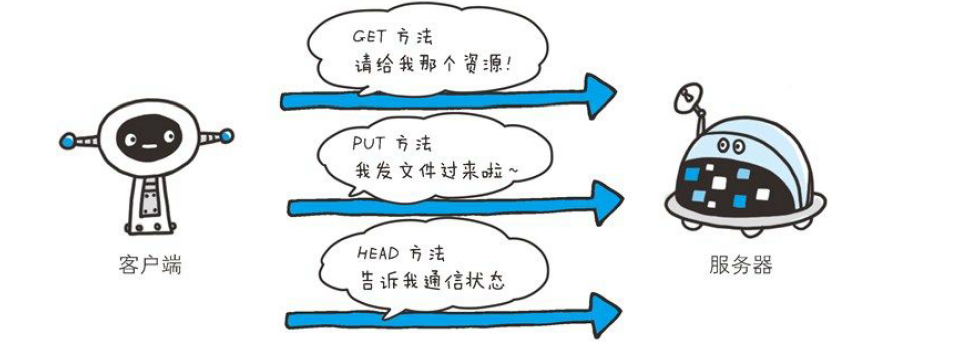 GET 方法
请给我那个资源!
PUT 方法
我发文件过来啦~
HEAD 方法
告诉我通信状态
客户端
服务器